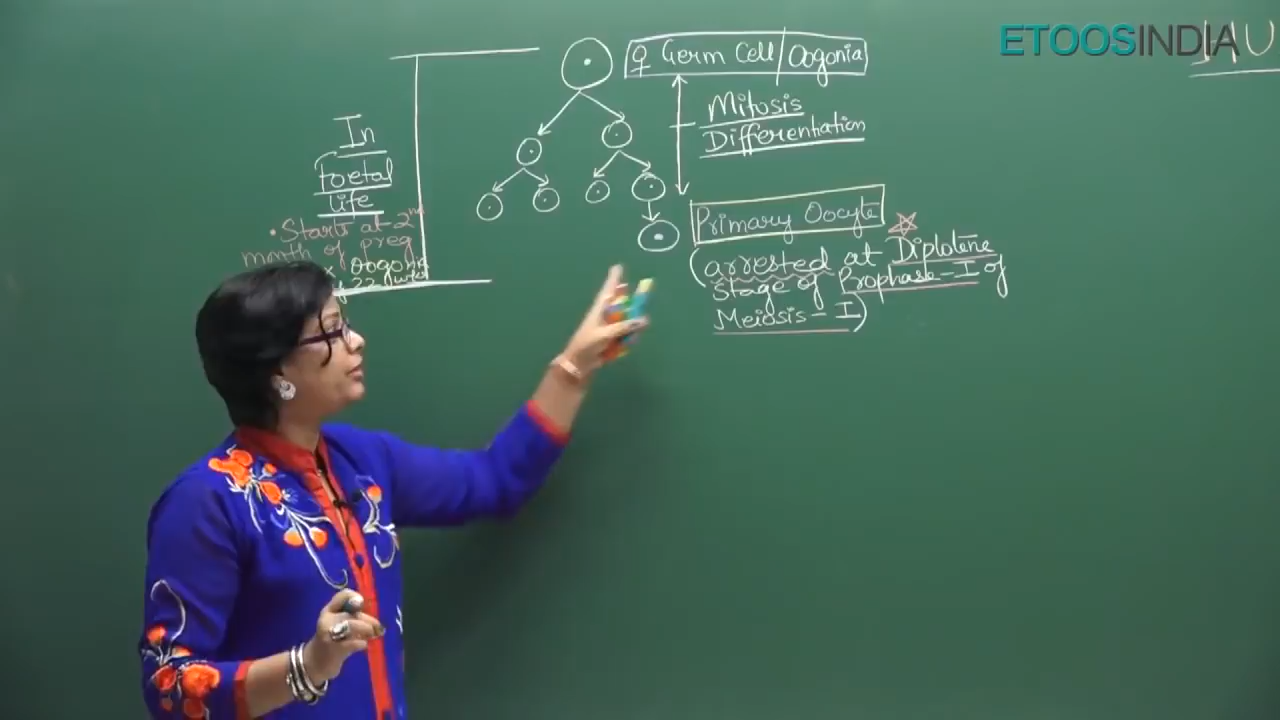 ETOOSINDIA
♀ Germ Cell/Oogonia
Mitosis
Differentiation
In
Foetal
life
• Starts at 2nd
month of preg
Oogonia
Primary Oocyte
(arrested at Diplotene
Stage of Prophase-I of
Meiosis-I)